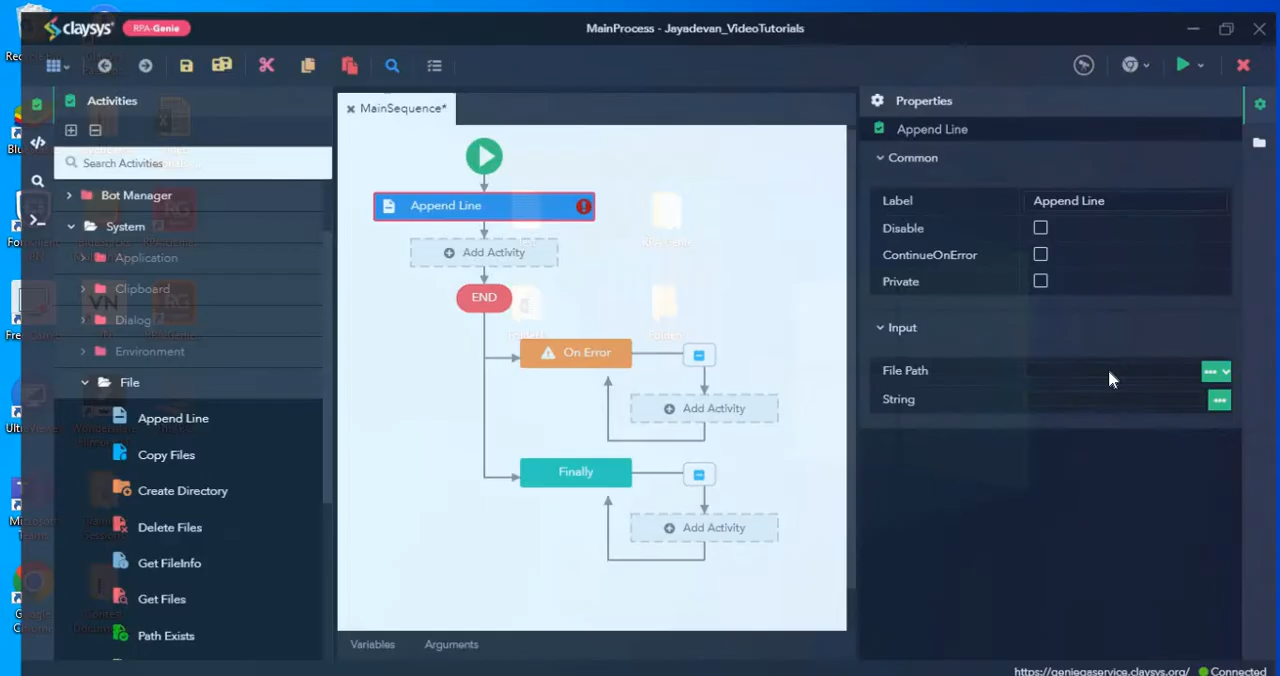 claysys RPA-Genie
MainProcess - Jayadevan_VideoTutorials
Activities
Search Activities
Bot Manager
System
Application
Clipboard
Dialog
Environment
File
Append Line
Copy Files
Create Directory
Delete Files
Get FileInfo
Get Files
Path Exists
MainSequence*
Append Line
Add Activity
END
On Error
Add Activity
Finally
Add Activity
Variables
Arguments
Properties
Append Line
Common
Label
Append Line
Disable
ContinueOnError
Private
Input
File Path
String
https://geniegaservice.claysys.org/
Connected